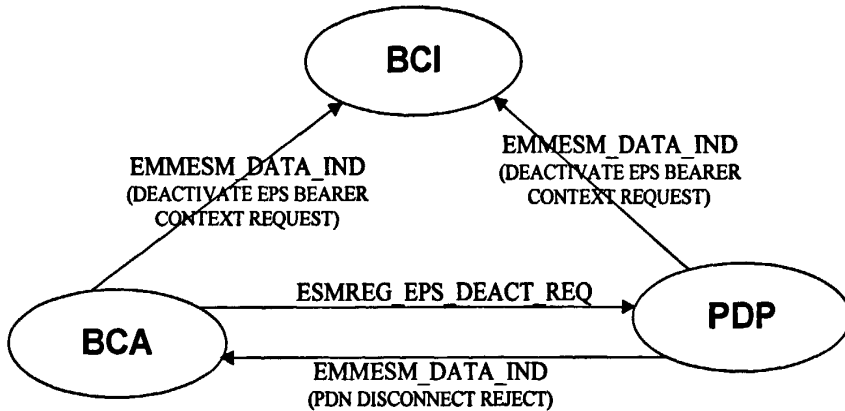 BCI
EMMESM_DATA_IND
(DEACTIVATE EPS BEARER
CONTEXT REQUEST)
EMMESM_DATA_IND
(DEACTIVATE EPS BEARER
CONTEXT REQUEST)
ESMREG_EPS_DEACT_REQ
BCA
PDP
EMMESM_DATA_IND
(PDN DISCONNECT REJECT)